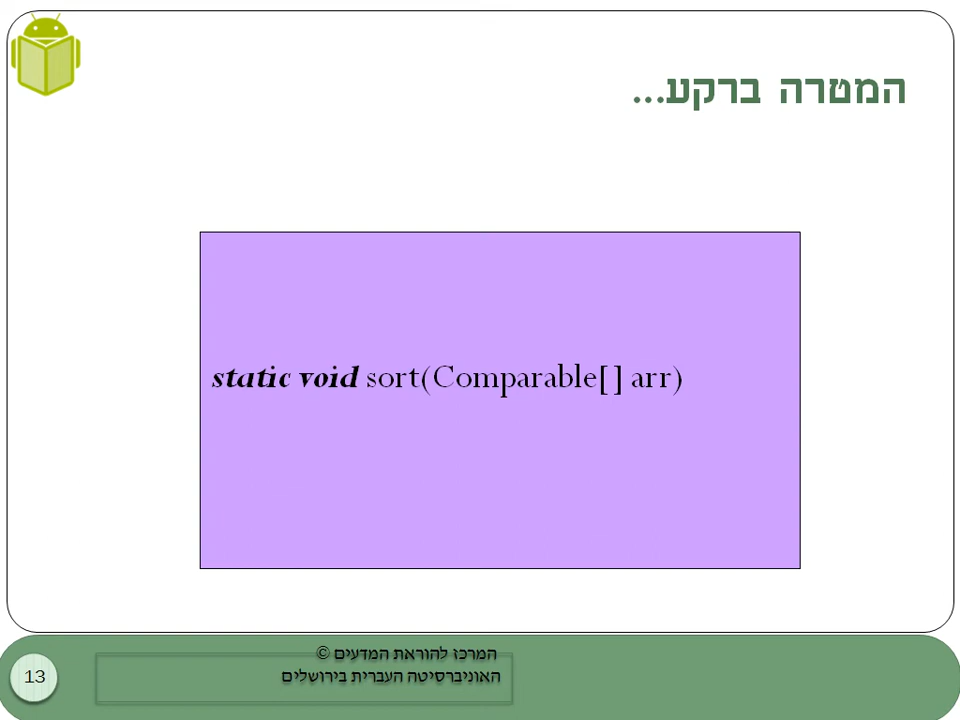 המטרה ברקע...
static void sort(Comparable[] arr)
המרכז להוראת המדעים ©
האוניברסיטה העברית בירושלים
13